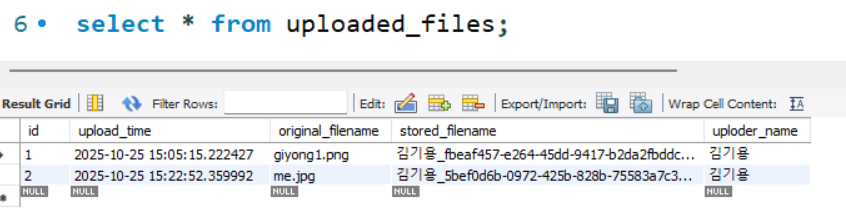 6 select * from uploaded_files;
Result Grid Filter Rows: Edit: Export/Import: Wrap Cell Content: IA
id upload_time original_filename stored_filename uploder_name
1 2025-10-25 15:05:15.222427 giyong1.png 김기용_fbeaf457-e264-45dd-9417-b2da2fbddc... 김기용
2 2025-10-25 15:22:52.359992 me.jpg 김기용_5bef0d6b-0972-425b-828b-75583a7c3... 김기용
NULL NULL NULL NULL NULL